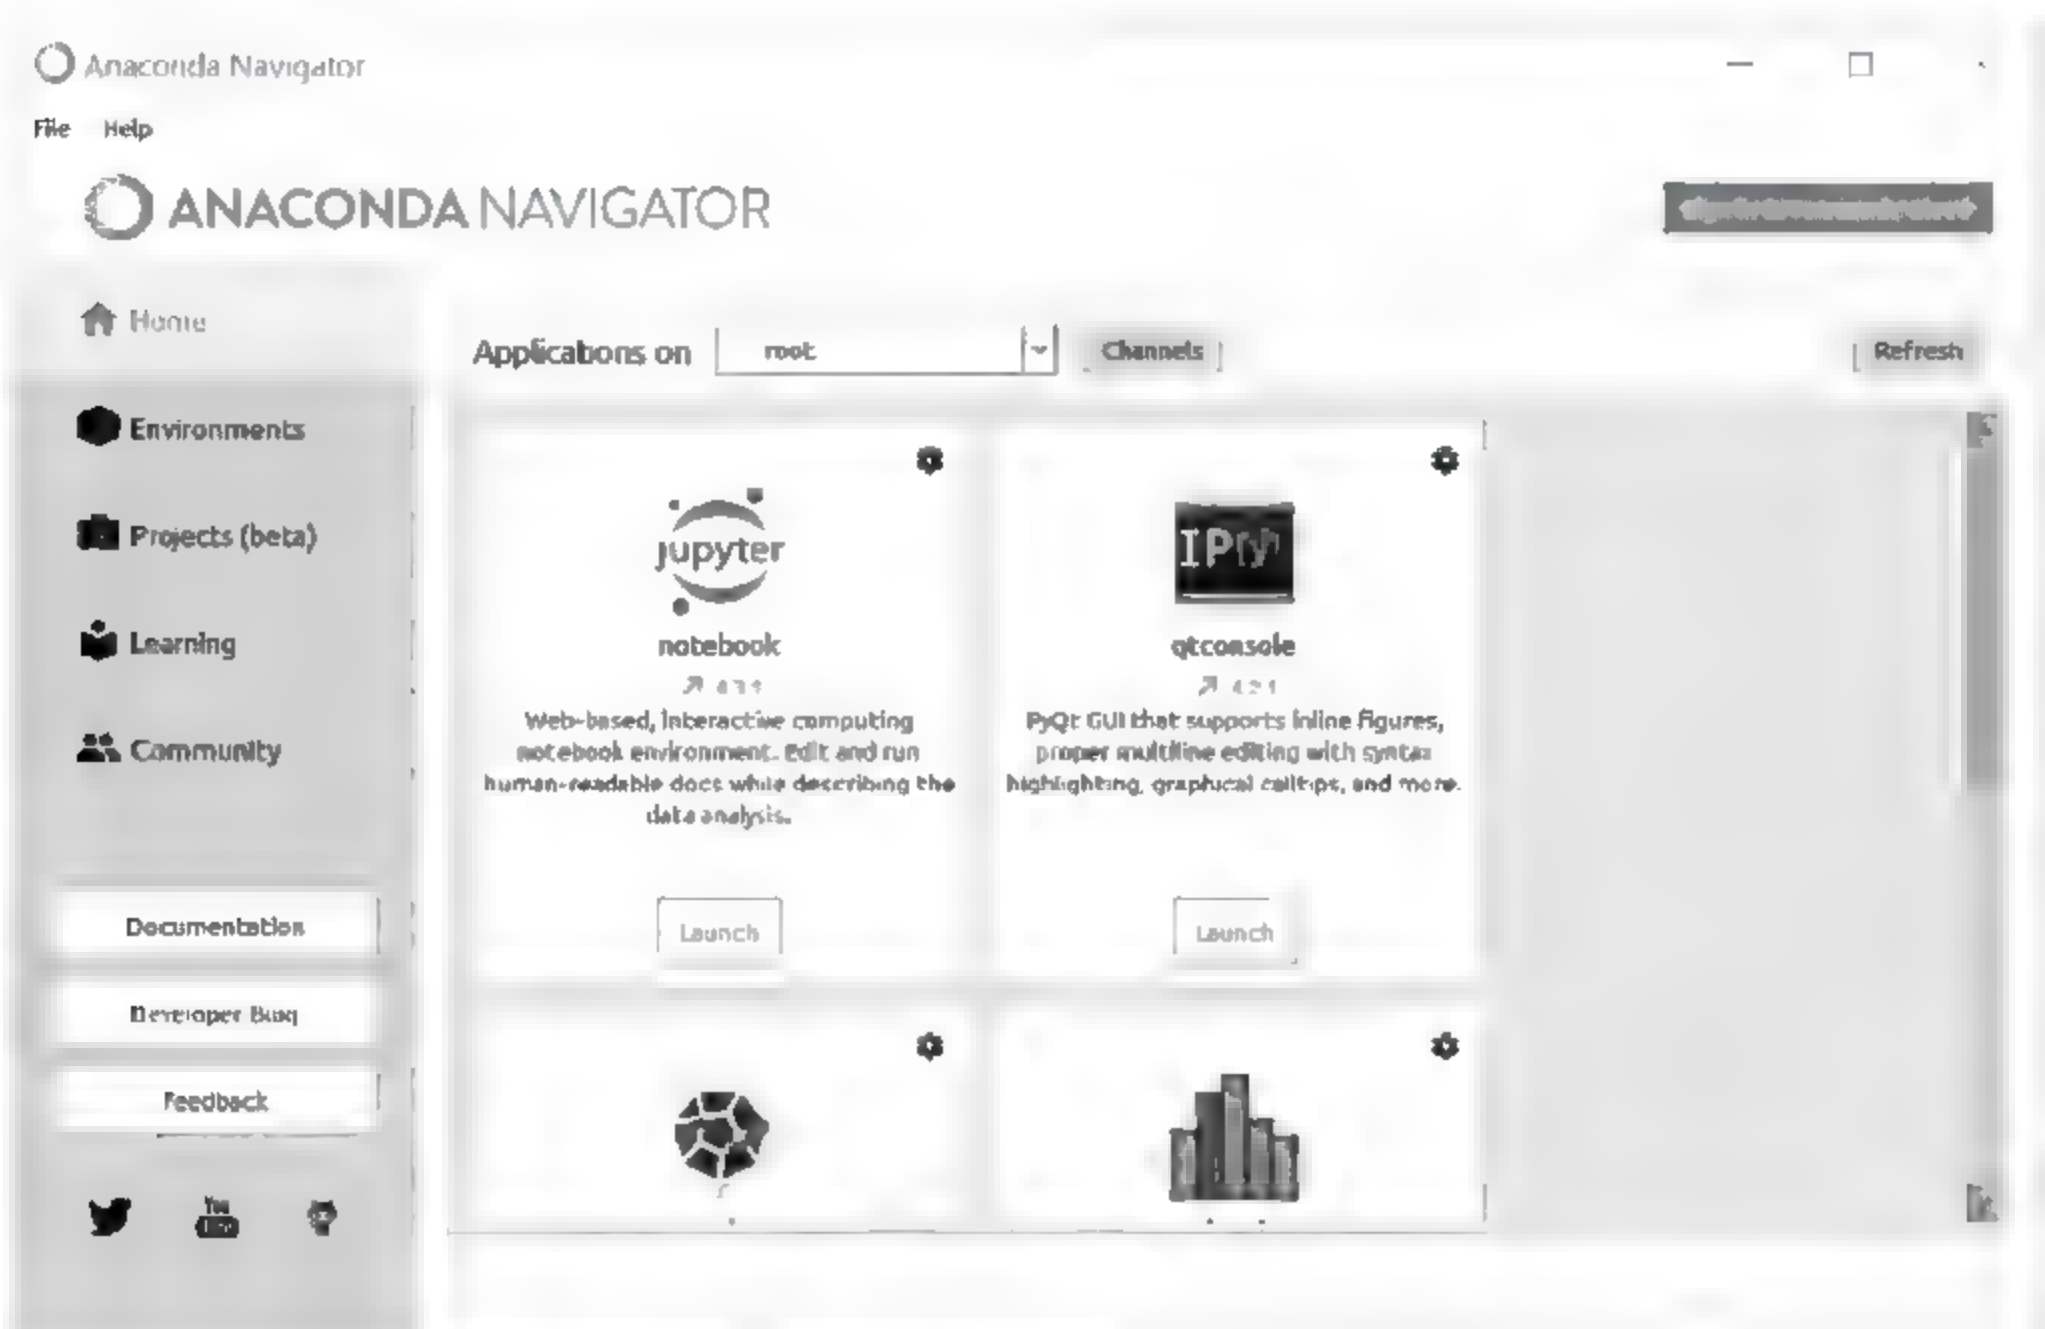 Anaconda Navigator
File Help
ANACONDA NAVIGATOR
Home
Applications on root Channels Refresh
Environments
Projects (beta)
Learning
Community
Documentation
Developer Blog
Feedback
You
jupyter
notebook
Web-based, interactive computing
notebook environment. Edit and run
human-readable docs while describing the
data analysis.
Launch
IP[y]
qtconsole
PyQt GUI that supports inline figures,
proper multiline editing with syntax
highlighting, graphical calltips, and more.
Launch